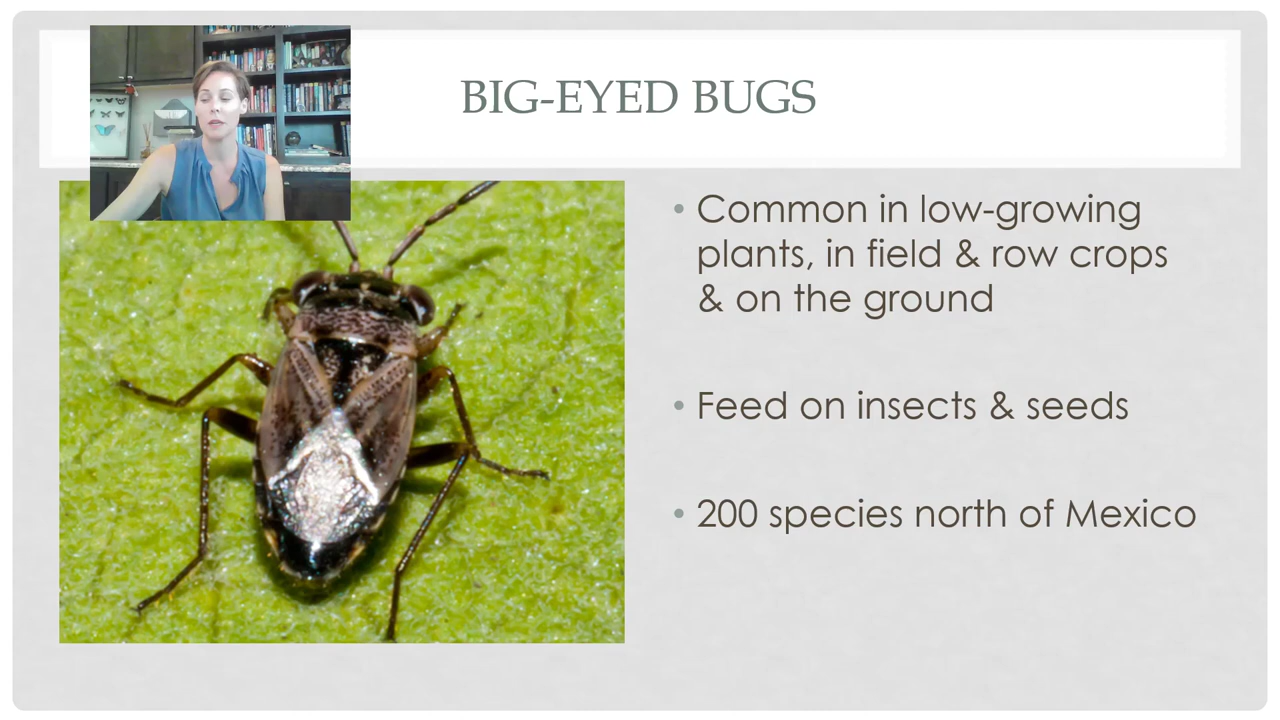 BIG-EYED BUGS
• Common in low-growing
plants, in field & row crops
& on the ground
• Feed on insects & seeds
• 200 species north of Mexico